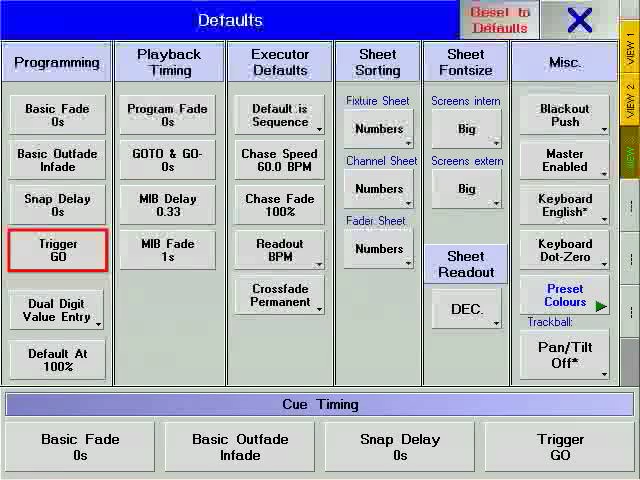 Defaults
Reset to
Defaults
VIEW 1
VIEW 2
VIEW
Programming
Basic Fade
0s
Basic Outfade
Infade
Snap Delay
0s
Trigger
GO
Dual Digit
Value Entry
Default At
100%
Playback
Timing
Program Fade
0s
GOTO & GO-
0s
MIB Delay
0.33
MIB Fade
1s
Executor
Defaults
Default is
Sequence
Chase Speed
60.0 BPM
Chase Fade
100%
Readout
BPM
Crossfade
Permanent
Sheet
Sorting
Fixture Sheet
Numbers
Channel Sheet
Numbers
Fader Sheet
Numbers
Sheet
Fontsize
Screens intern
Big
Screens extern
Big
Sheet
Readout
DEC.
Misc.
Blackout
Push
Master
Enabled
Keyboard
English*
Keyboard
Dot-Zero
Preset
Colours
Trackball:
Pan/Tilt
Off*
Cue Timing
Basic Fade
0s
Basic Outfade
Infade
Snap Delay
0s
Trigger
GO